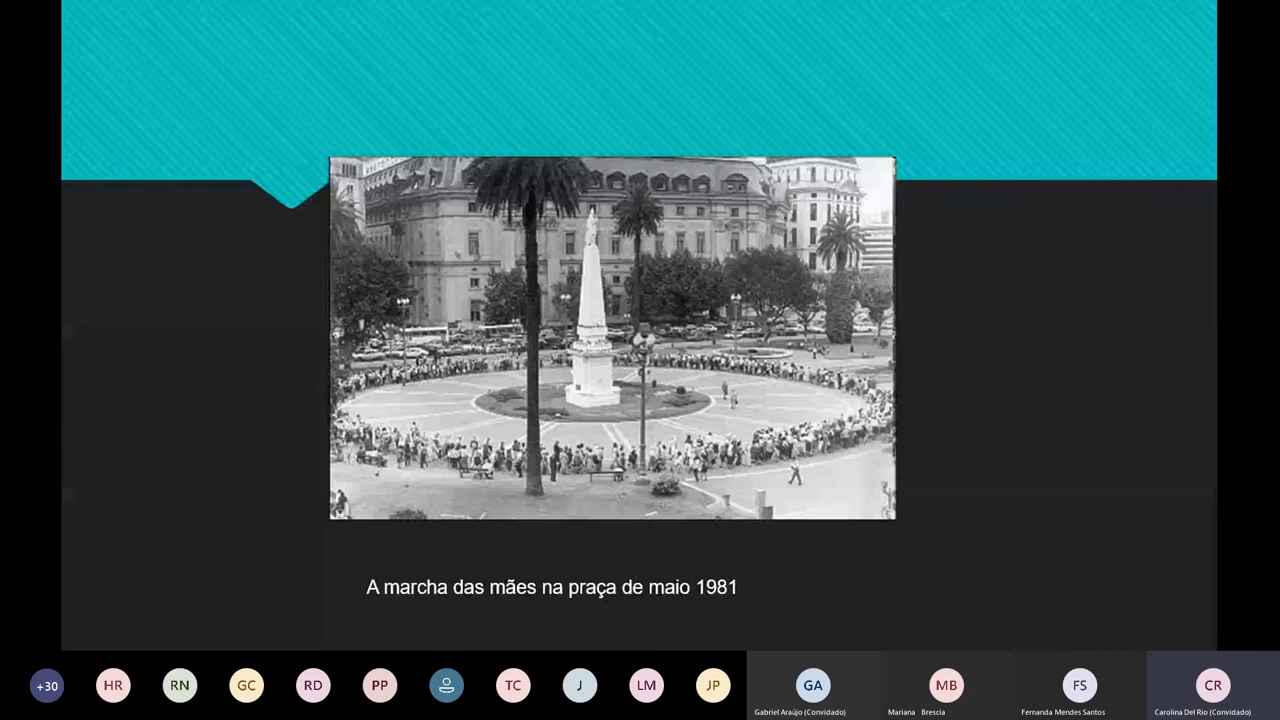 A marcha das mães na praça de maio 1981
+30
HR
RN
GC
RD
PP
TC
J
LM
JP
GA
MB
FS
CR
Gabriel Araújo (Convidado)
Mariana Brescia
Fernanda Mendes Santos
Carolina Del Rio (Convidado)